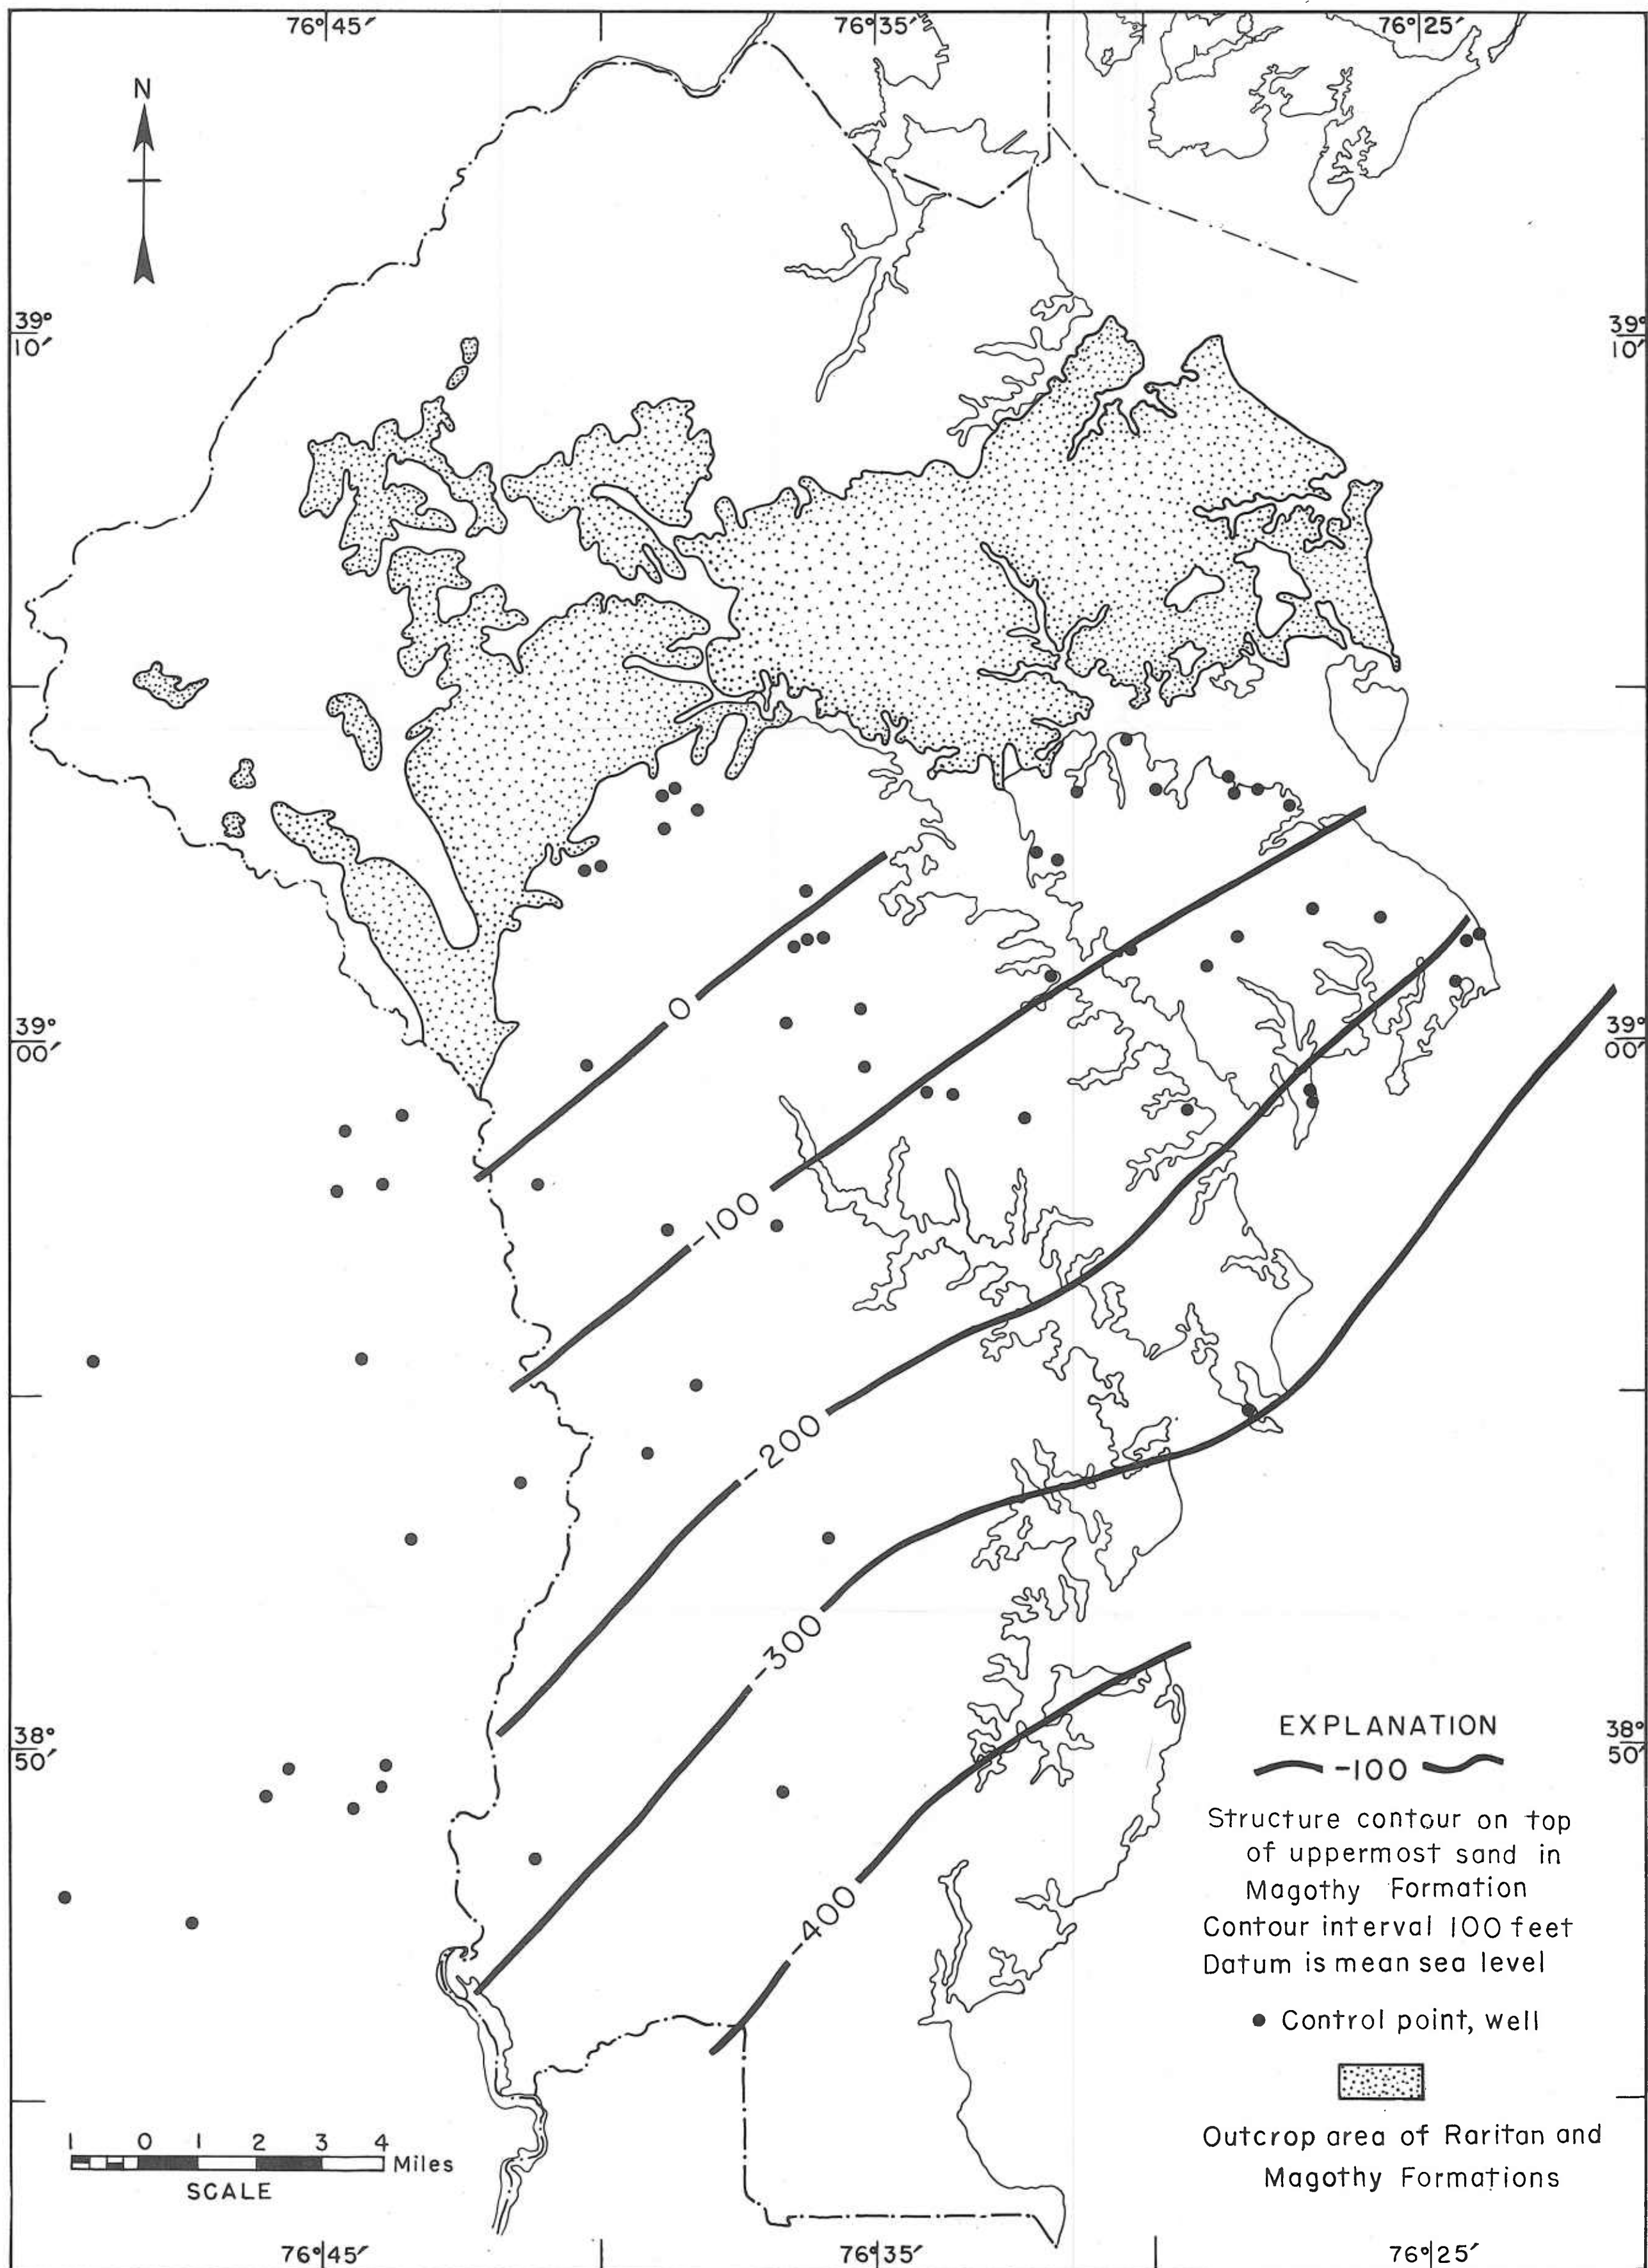 76°45′ 76°35′ 76°25′
N
39°
10′
39°
10′
0
39°
00′
39°
00′
-100
-200
-300
38°
50′
38°
50′
-400
EXPLANATION
-100
Structure contour on top
of uppermost sand in
Magothy Formation
Contour interval 100 feet
Datum is mean sea level
Control point, well
Outcrop area of Raritan and
Magothy Formations
1 0 1 2 3 4
Miles
SCALE
76°45′ 76°35′ 76°25′